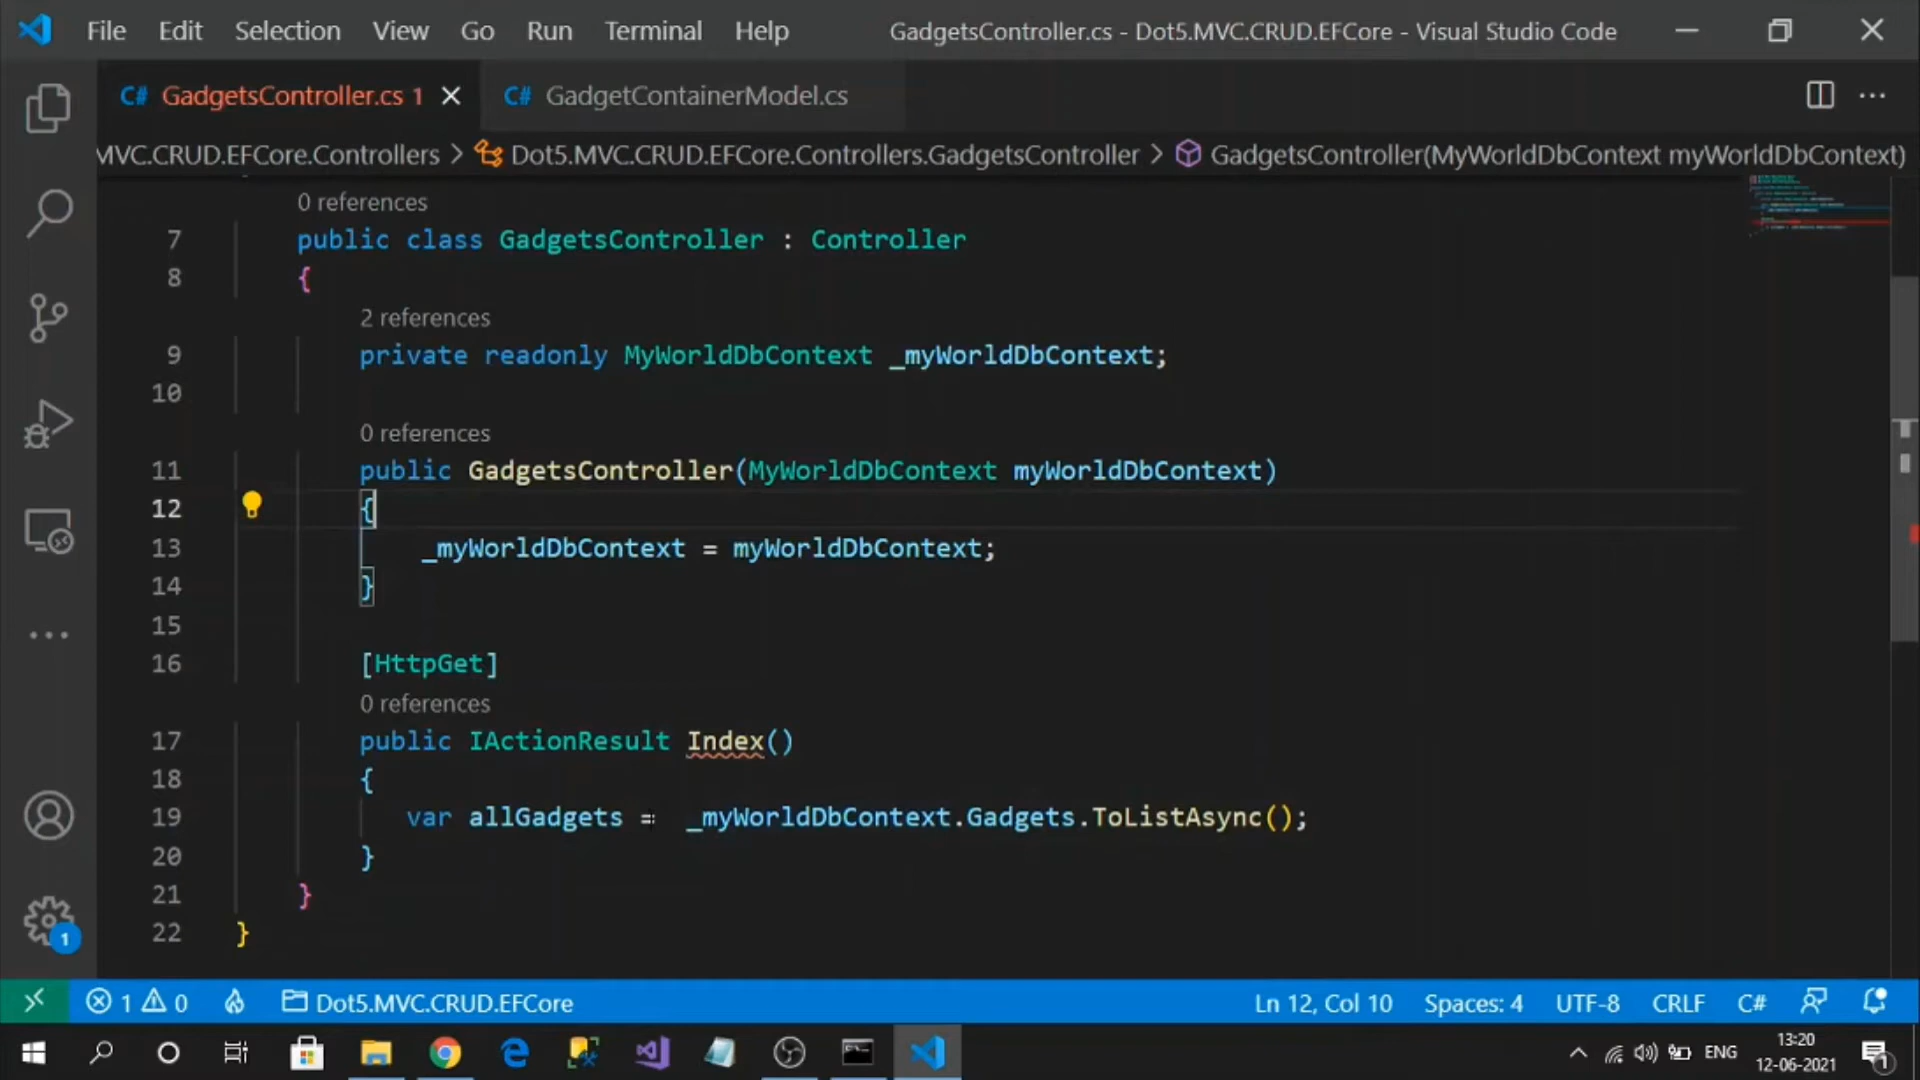 File Edit Selection View Go Run Terminal Help GadgetsController.cs - Dot5.MVC.CRUD.EFCore - Visual Studio Code
C# GadgetsController.cs 1 C# GadgetContainerModel.cs
MVC.CRUD.EFCore.Controllers > Dot5.MVC.CRUD.EFCore.Controllers.GadgetsController > GadgetsController(MyWorldDbContext myWorldDbContext)
0 references
7 public class GadgetsController : Controller
8 {
2 references
9 private readonly MyWorldDbContext _myWorldDbContext;
10
0 references
11 public GadgetsController(MyWorldDbContext myWorldDbContext)
12 {
13 _myWorldDbContext = myWorldDbContext;
14 }
15
16 [HttpGet]
0 references
17 public IActionResult Index()
18 {
19 var allGadgets = _myWorldDbContext.Gadgets.ToListAsync();
20 }
21 }
22 }
1
1 0 Dot5.MVC.CRUD.EFCore Ln 12, Col 10 Spaces: 4 UTF-8 CRLF C#
ENG 13:20
12-06-2021
1